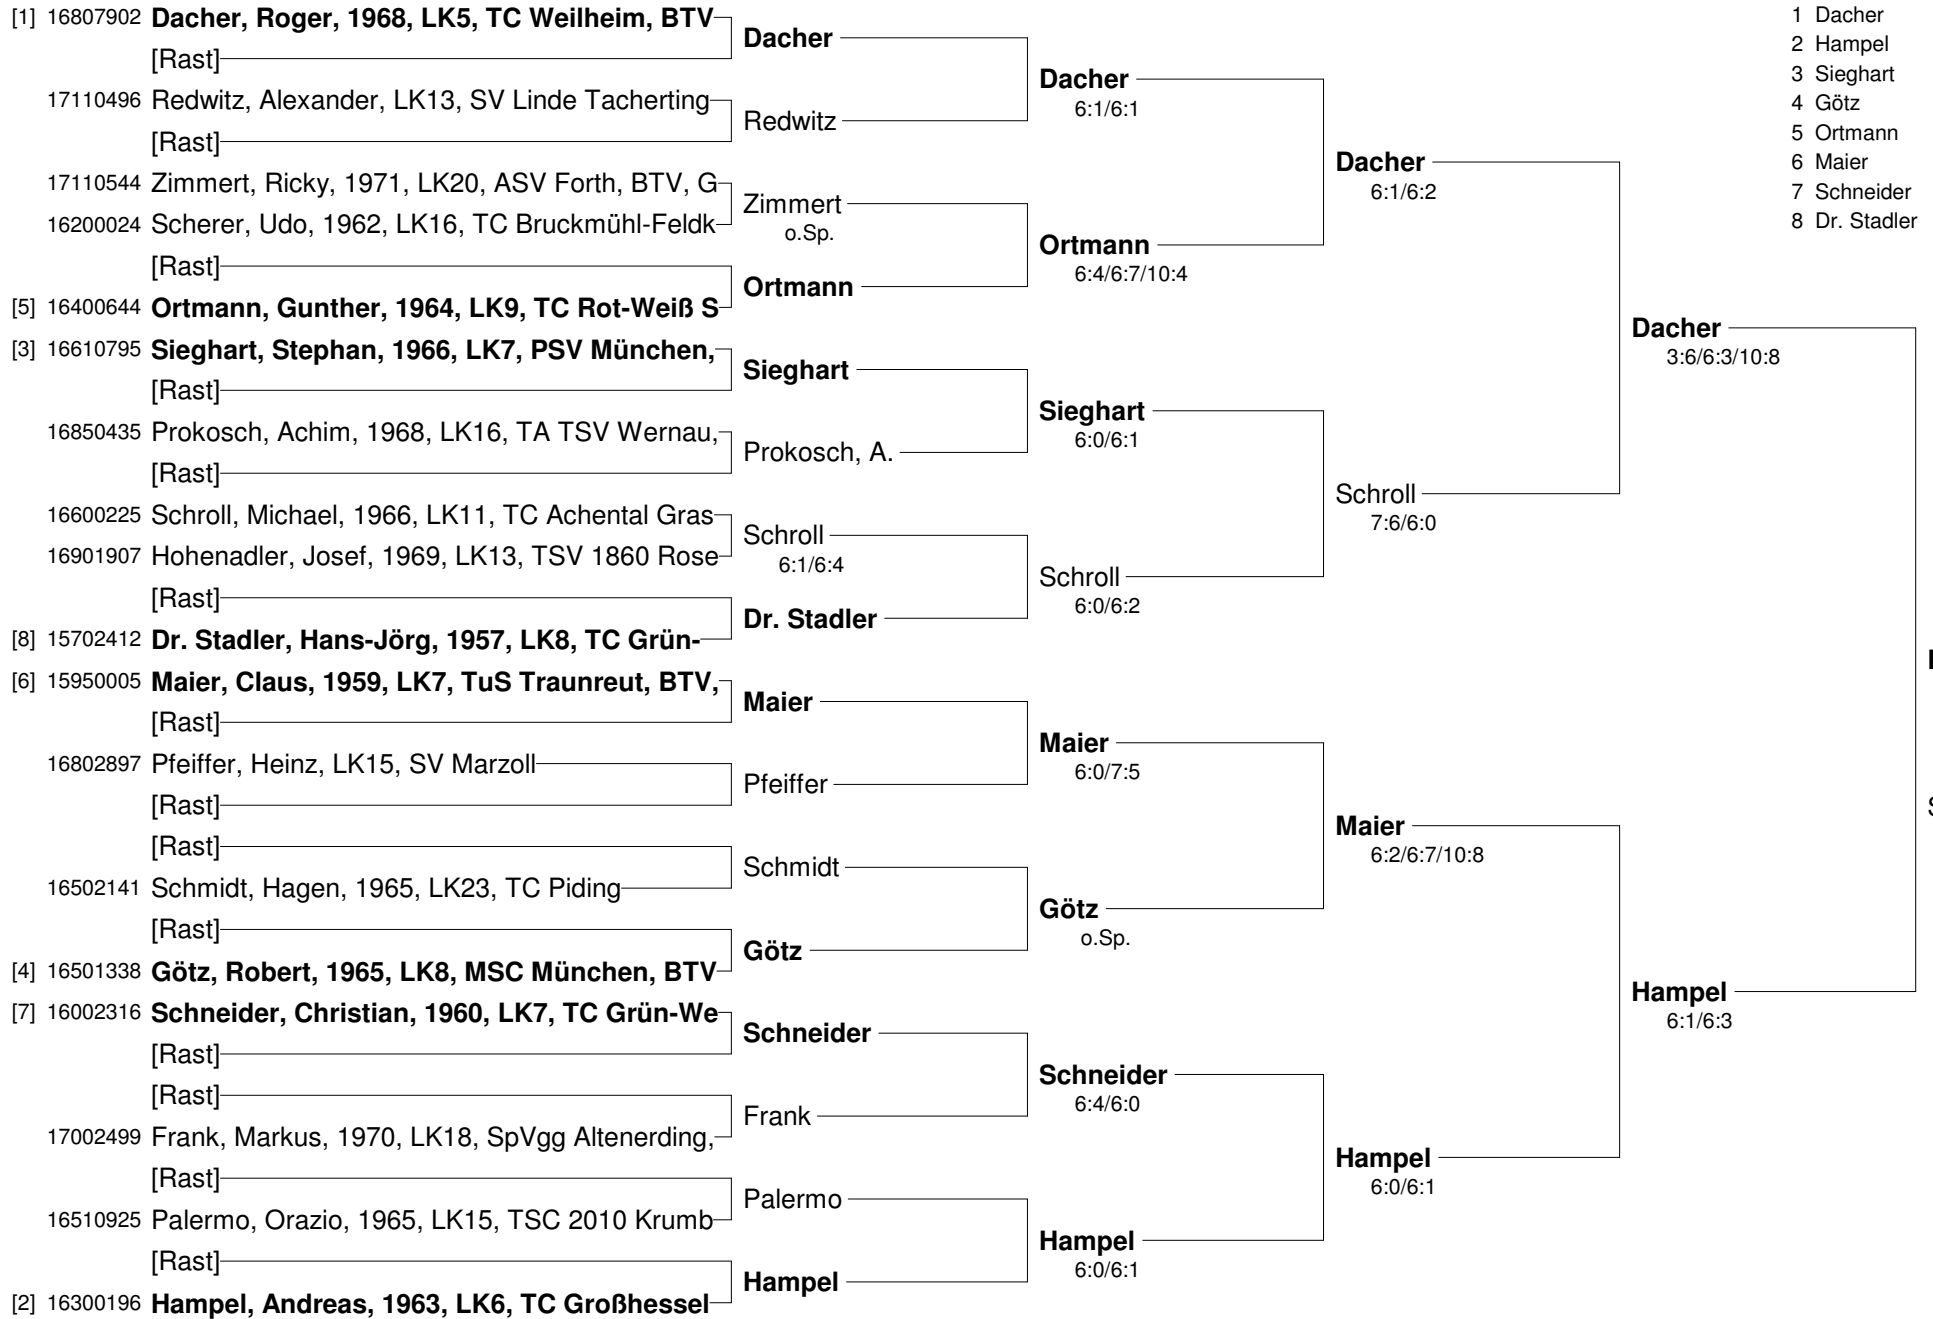 [1] 16807902 Dacher, Roger, 1968, LK5, TC Weilheim, BTV
[Rast]
17110496 Redwitz, Alexander, LK13, SV Linde Tacherting
[Rast]
17110544 Zimmert, Ricky, 1971, LK20, ASV Forth, BTV, G
16200024 Scherer, Udo, 1962, LK16, TC Bruckmühl-Feldk
[Rast]
[5] 16400644 Ortmann, Gunther, 1964, LK9, TC Rot-Weiß S
[3] 16610795 Sieghart, Stephan, 1966, LK7, PSV München,
[Rast]
16850435 Prokosch, Achim, 1968, LK16, TA TSV Wernau,
[Rast]
16600225 Schroll, Michael, 1966, LK11, TC Achental Gras
16901907 Hohenadler, Josef, 1969, LK13, TSV 1860 Rose
[Rast]
[8] 15702412 Dr. Stadler, Hans-Jörg, 1957, LK8, TC Grün-
[6] 15950005 Maier, Claus, 1959, LK7, TuS Traunreut, BTV,
[Rast]
16802897 Pfeiffer, Heinz, LK15, SV Marzoll
[Rast]
[Rast]
16502141 Schmidt, Hagen, 1965, LK23, TC Piding
[Rast]
[4] 16501338 Götz, Robert, 1965, LK8, MSC München, BTV
[7] 16002316 Schneider, Christian, 1960, LK7, TC Grün-We
[Rast]
[Rast]
17002499 Frank, Markus, 1970, LK18, SpVgg Altenerding,
[Rast]
16510925 Palermo, Orazio, 1965, LK15, TSC 2010 Krumb
[Rast]
[2] 16300196 Hampel, Andreas, 1963, LK6, TC Großhessel
Dacher
Redwitz
Zimmert
o.Sp.
Ortmann
Sieghart
Prokosch, A.
Schroll
6:1/6:4
Dr. Stadler
Maier
Pfeiffer
Schmidt
Götz
Schneider
Frank
Palermo
Hampel
Dacher
6:1/6:1
Ortmann
6:4/6:7/10:4
Sieghart
6:0/6:1
Schroll
6:0/6:2
Maier
6:0/7:5
Götz
o.Sp.
Schneider
6:4/6:0
Hampel
6:0/6:1
Dacher
6:1/6:2
Schroll
7:6/6:0
Maier
6:2/6:7/10:8
Hampel
6:0/6:1
Dacher
3:6/6:3/10:8
Hampel
6:1/6:3
1 Dacher
2 Hampel
3 Sieghart
4 Götz
5 Ortmann
6 Maier
7 Schneider
8 Dr. Stadler